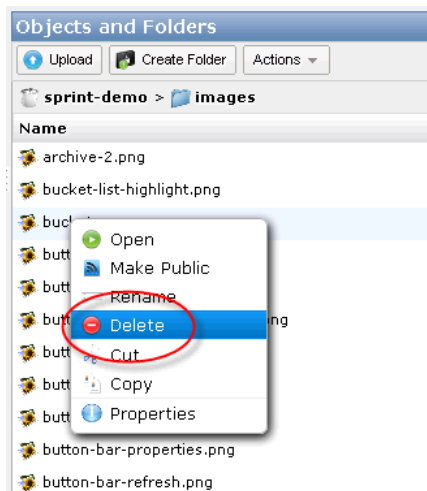 Objects and Folders
Upload Create Folder Actions
sprint-demo > images
Name
archive-2.png
bucket-list-highlight.png
Open
Make Public
Rename
Delete
Cut
Copy
Properties
button-bar-properties.png
button-bar-refresh.png